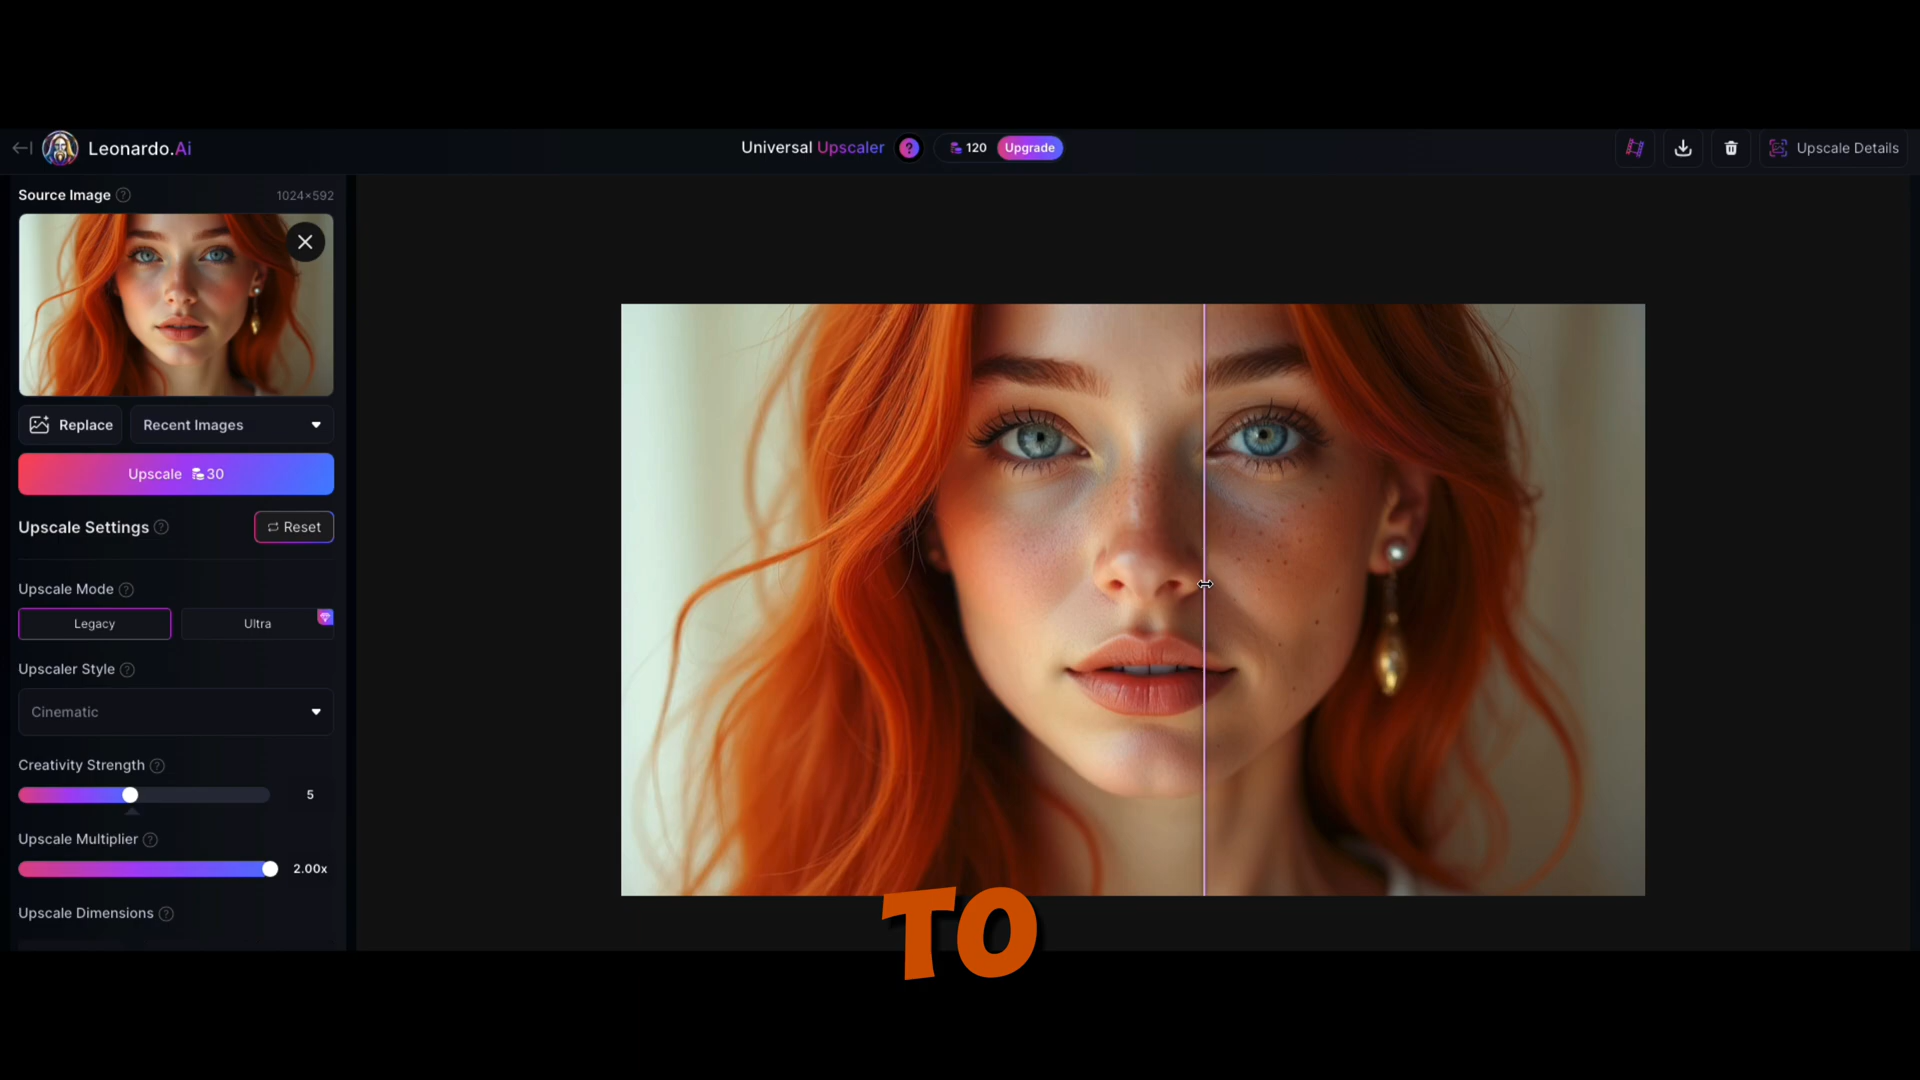 Leonardo.Ai
Universal Upscaler ? 120 Upgrade
Upscale Details
Source Image ? 1024×592
Replace
Recent Images
Upscale 30
Upscale Settings ? Reset
Upscale Mode ?
Legacy
Ultra
Upscaler Style ?
Cinematic
Creativity Strength ?
5
Upscale Multiplier ?
2.00x
Upscale Dimensions ?
TO